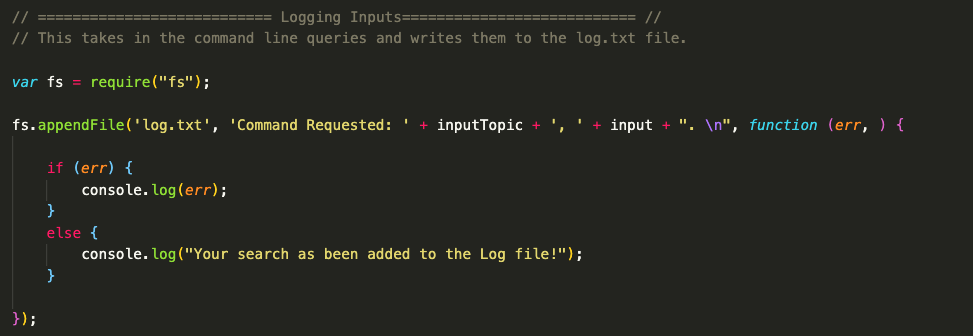 // =========================== Logging Inputs=========================== //
// This takes in the command line queries and writes them to the log.txt file.
var fs = require("fs");
fs.appendFile('log.txt', 'Command Requested: ' + inputTopic + ', ' + input + ". \n", function (err, ) {
if (err) {
console.log(err);
}
else {
console.log("Your search as been added to the Log file!");
}
});